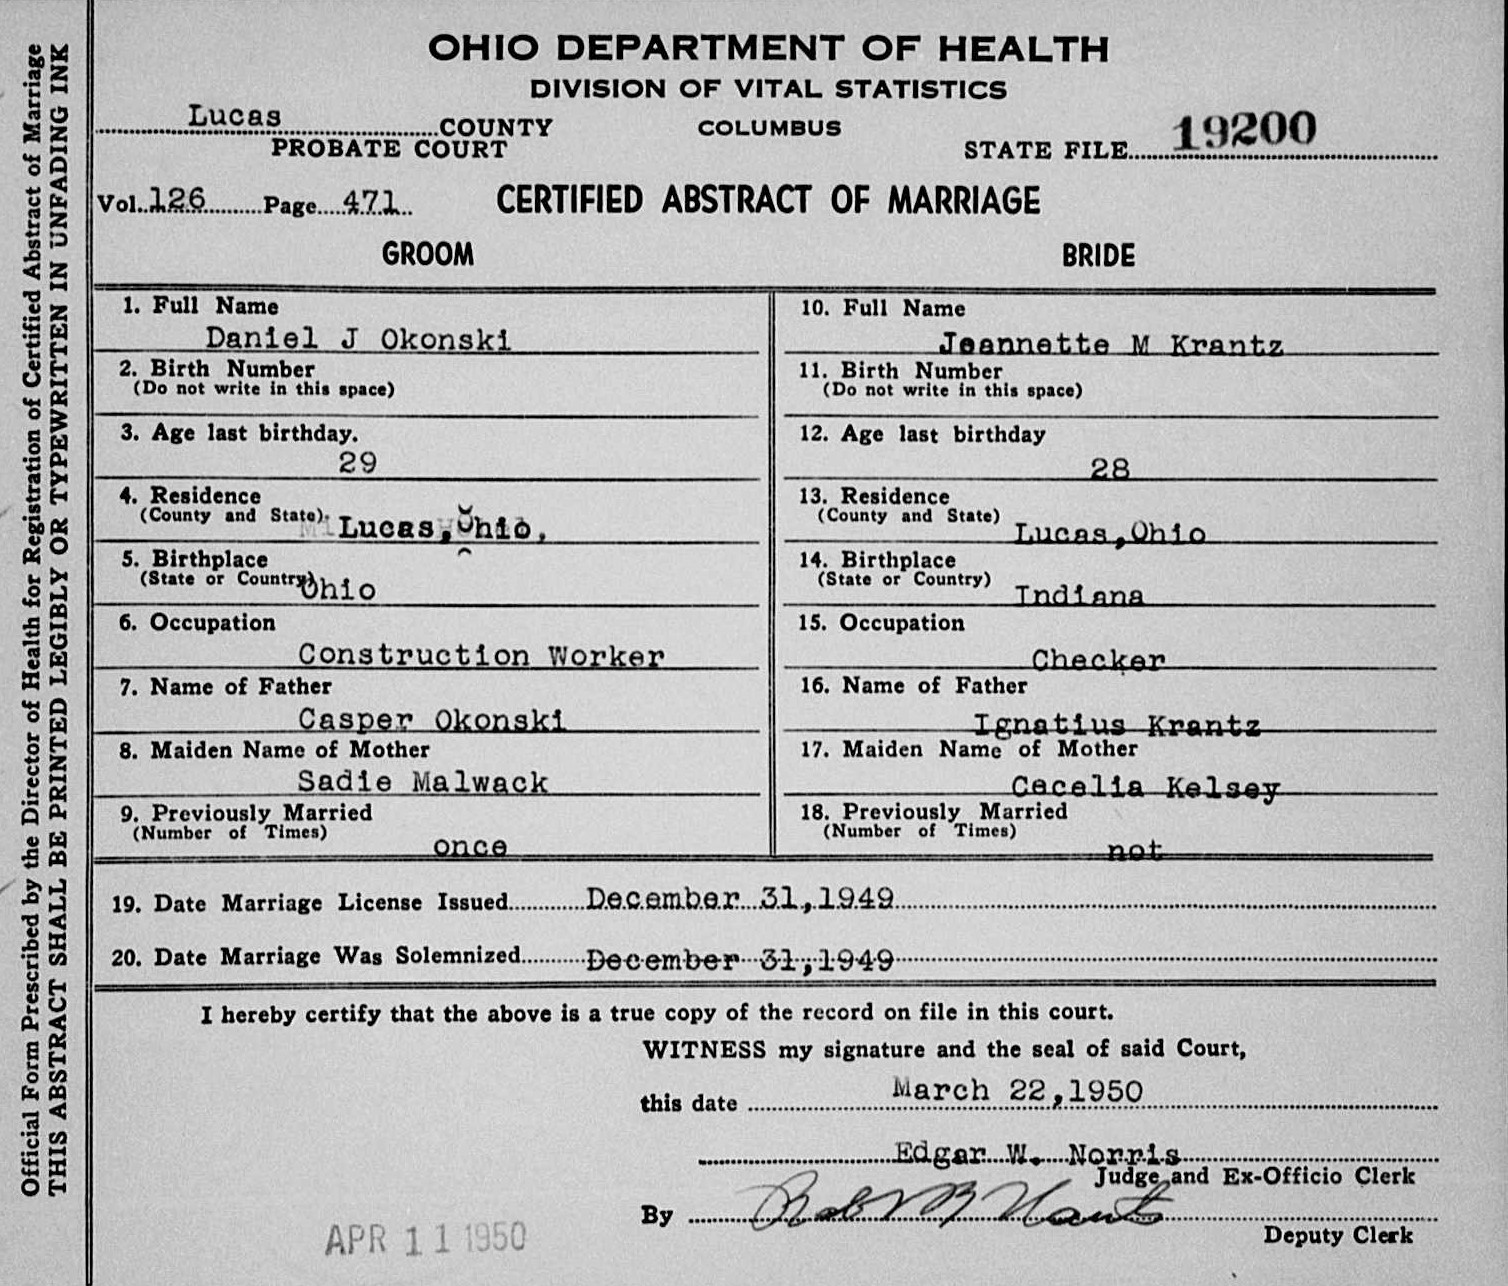 Official Form Prescribed by the Director of Health for Registration of Certified Abstract of Marriage
THIS ABSTRACT SHALL BE PRINTED LEGIBLY OR TYPEWRITTEN IN UNFADING INK
OHIO DEPARTMENT OF HEALTH
DIVISION OF VITAL STATISTICS
Lucas COUNTY COLUMBUS
PROBATE COURT STATE FILE 19200
Vol. 126 Page 471 CERTIFIED ABSTRACT OF MARRIAGE
GROOM BRIDE
1. Full Name
Daniel J Okonski
2. Birth Number
(Do not write in this space)
3. Age last birthday.
29
4. Residence
(County and State). Lucas, Ohio,
5. Birthplace
(State or Country) Ohio
6. Occupation
Construction Worker
7. Name of Father
Casper Okonski
8. Maiden Name of Mother
Sadie Malwack
9. Previously Married
(Number of Times)
once
10. Full Name
Jeannette M Krantz
11. Birth Number
(Do not write in this space)
12. Age last birthday
28
13. Residence
(County and State) Lucas,Ohio
14. Birthplace
(State or Country)
Indiana
15. Occupation
Checker
16. Name of Father
Ignatius Krantz
17. Maiden Name of Mother
Cecelia Kelsey
18. Previously Married
(Number of Times)
not
19. Date Marriage License Issued December 31,1949
20. Date Marriage Was Solemnized December 31,1949
I hereby certify that the above is a true copy of the record on file in this court.
WITNESS my signature and the seal of said Court,
this date March 22,1950
Edgar W. Norris
Judge and Ex-Officio Clerk
By
Deputy Clerk
APR 11 1950